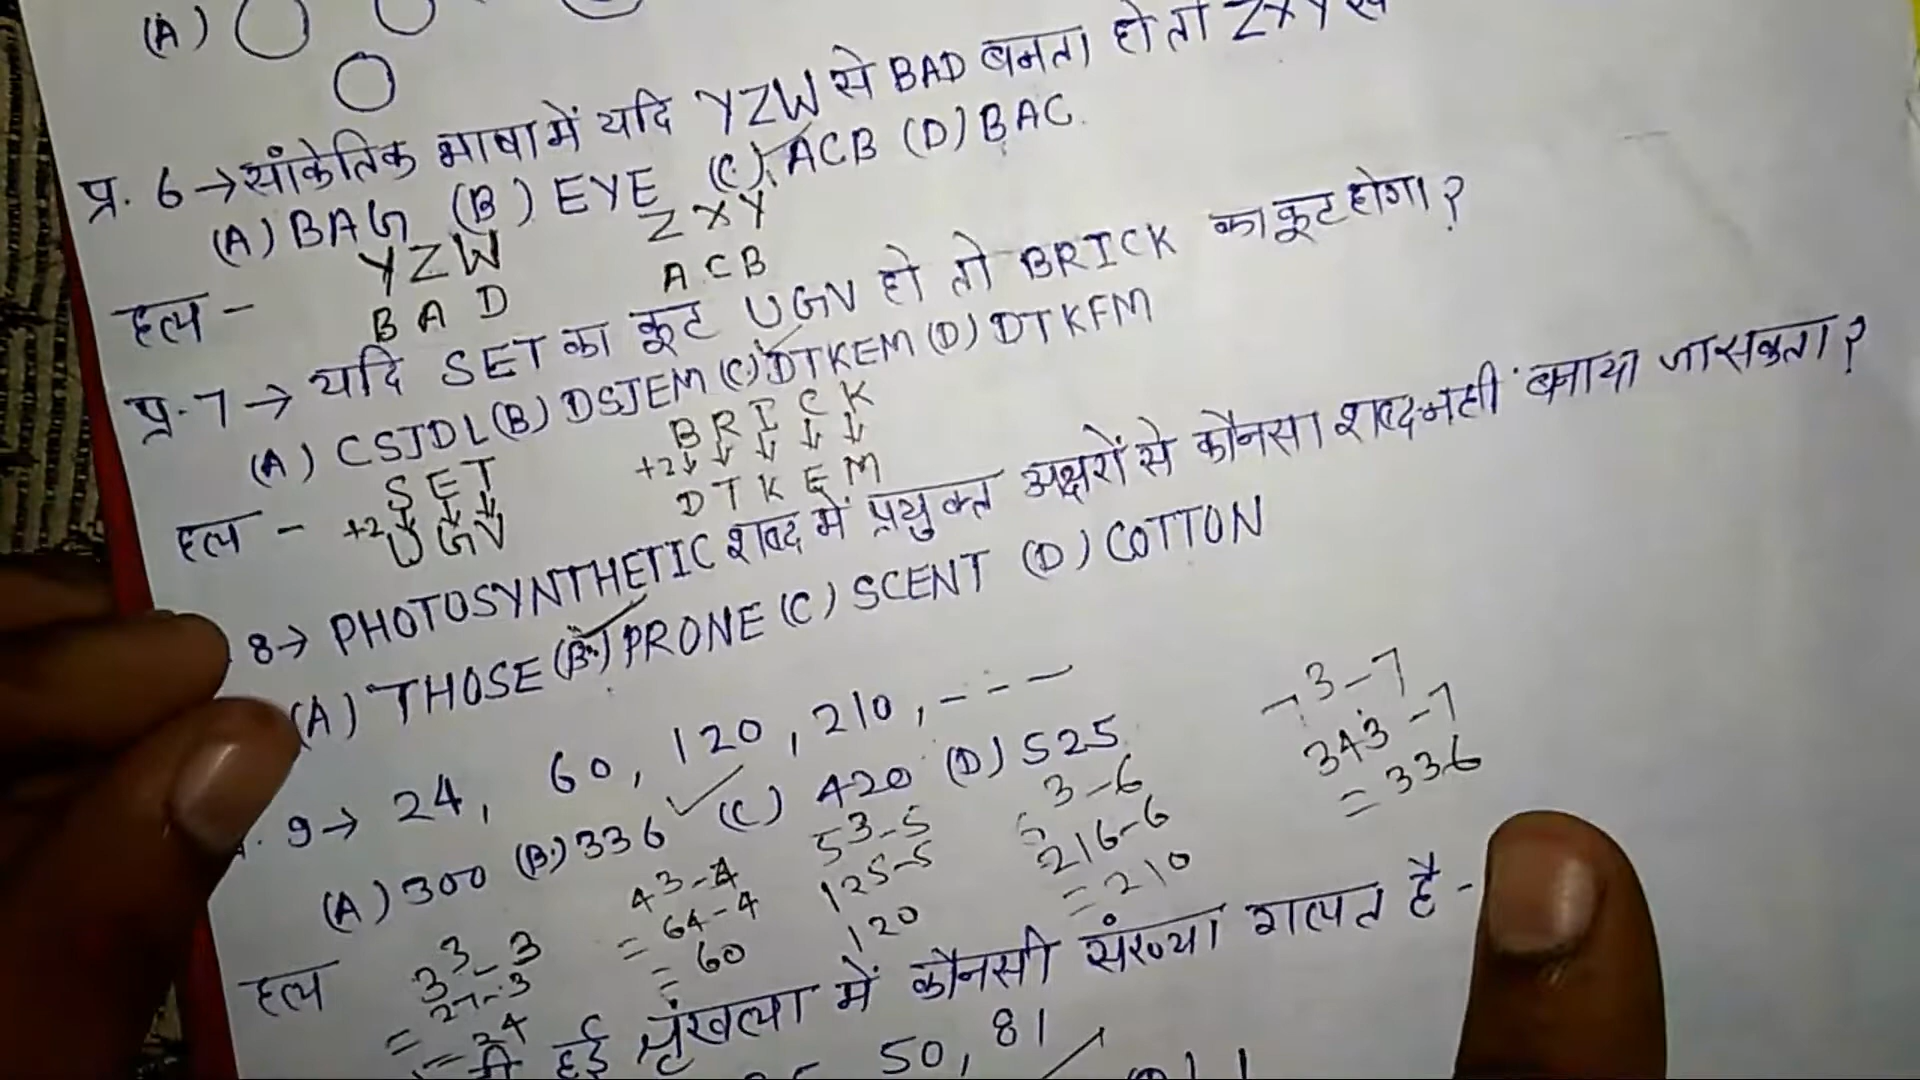 (A)
प्र. 6 → सांकेतिक भाषा में यदि YZW से BAD बनता हो तो ZXY से
(A) BAG (B) EYE (C) ACB (D) BAC.
YZW ZXY
हल - BAD ACB
प्र. 7 → यदि SET का कूट UGV हो तो BRICK का कूट होगा?
(A) CSJDL (B) DSJEM (C) DTKEM (D) DTKFM
SET BRICK
+2↓↓↓ +2↓↓↓↓↓
हल - UGV DTKEM
8 → PHOTOSYNTHETIC शब्द में प्रयुक्त अक्षरों से कौनसा शब्द नही बनाया जा सकता?
(A) THOSE (B) PRONE (C) SCENT (D) COTTON
9 → 24, 60, 120, 210, - - -
(A) 300 (B) 336 (C) 420 (D) 525
हल 3³-3 4³-4 5³-5 3-6 3-7
= 27-3 = 64-4 125-5 216-6 343-7
= 24 = 60 120 = 210 = 336
हुई श्रृंखला में कौनसी संख्या गलत है -
50, 81